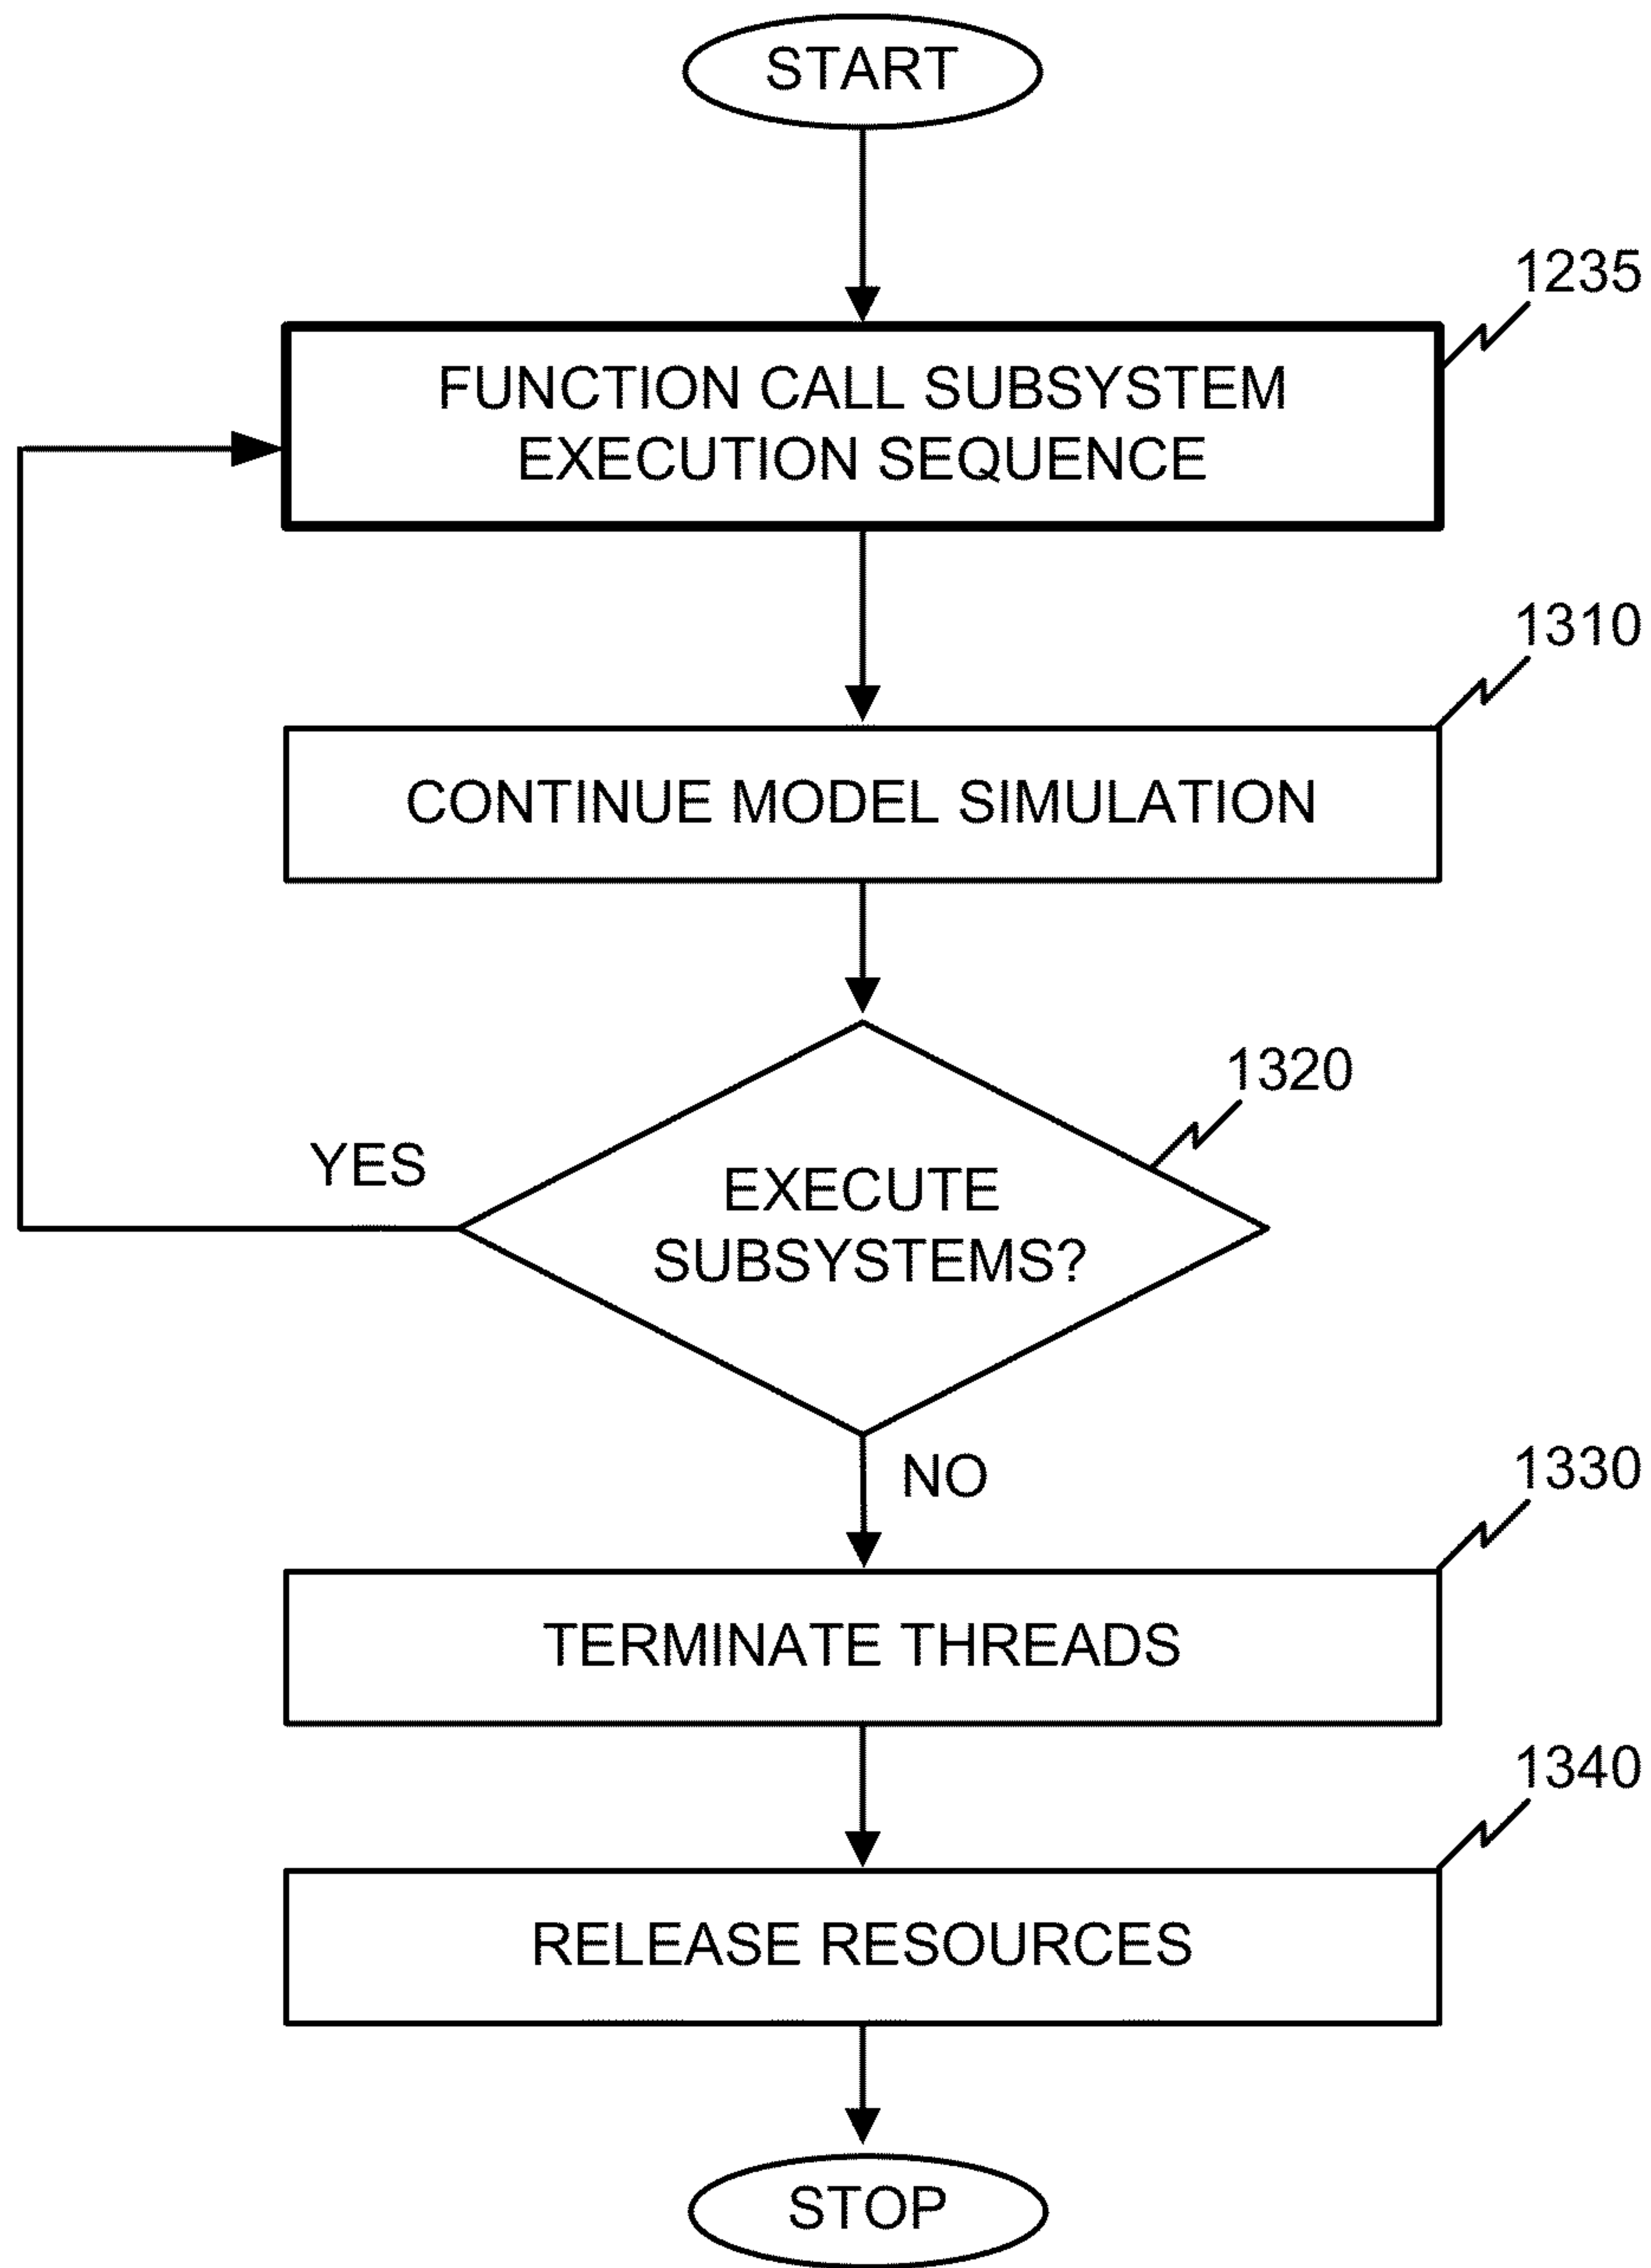 START
1235
FUNCTION CALL SUBSYSTEM
EXECUTION SEQUENCE
1310
CONTINUE MODEL SIMULATION
1320
YES
EXECUTE
SUBSYSTEMS?
NO
1330
TERMINATE THREADS
1340
RELEASE RESOURCES
STOP